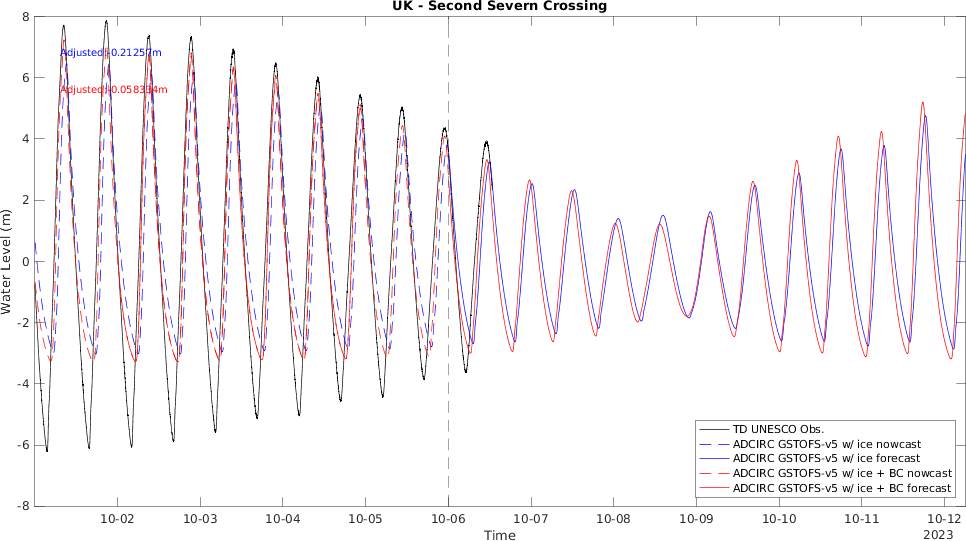 UK - Second Severn Crossing
8
6
4
2
0
-2
-4
-6
-8
Water Level (m)
Adjusted -0.21257m
Adjusted -0.058334m
TD UNESCO Obs.
ADCIRC GSTOFS-v5 w/ ice nowcast
ADCIRC GSTOFS-v5 w/ ice forecast
ADCIRC GSTOFS-v5 w/ ice + BC nowcast
ADCIRC GSTOFS-v5 w/ ice + BC forecast
10-02 10-03 10-04 10-05 10-06 10-07 10-08 10-09 10-10 10-11 10-12
2023
Time